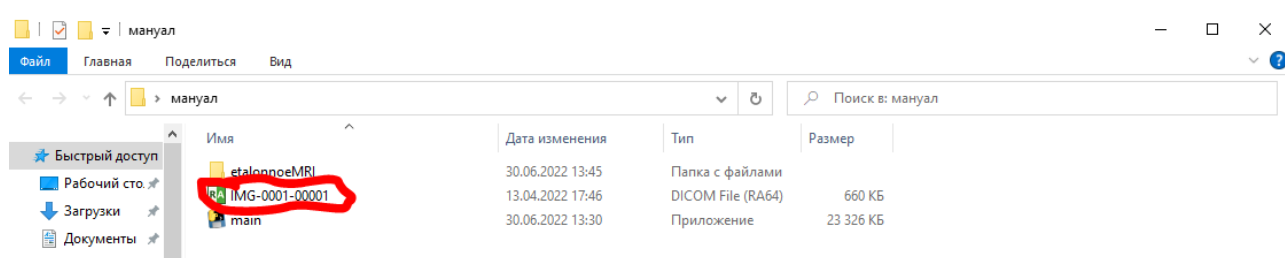 мануал
Файл Главная Поделиться Вид
мануал Поиск в: мануал
Имя Дата изменения Тип Размер
Быстрый доступ
etalonnoeMRI 30.06.2022 13:45 Папка с файлами
Рабочий сто. IMG-0001-00001 13.04.2022 17:46 DICOM File (RA64) 660 КБ
Загрузки main 30.06.2022 13:30 Приложение 23 326 КБ
Документы